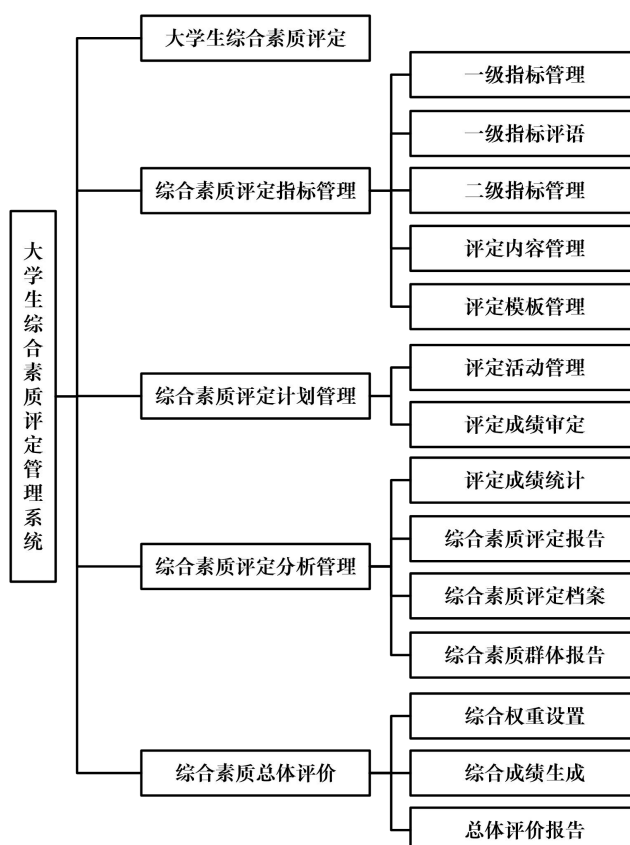 大学生综合素质评定管理系统
大学生综合素质评定
综合素质评定指标管理
一级指标管理
一级指标评语
二级指标管理
评定内容管理
评定模板管理
综合素质评定计划管理
评定活动管理
评定成绩审定
综合素质评定分析管理
评定成绩统计
综合素质评定报告
综合素质评定档案
综合素质群体报告
综合素质总体评价
综合权重设置
综合成绩生成
总体评价报告